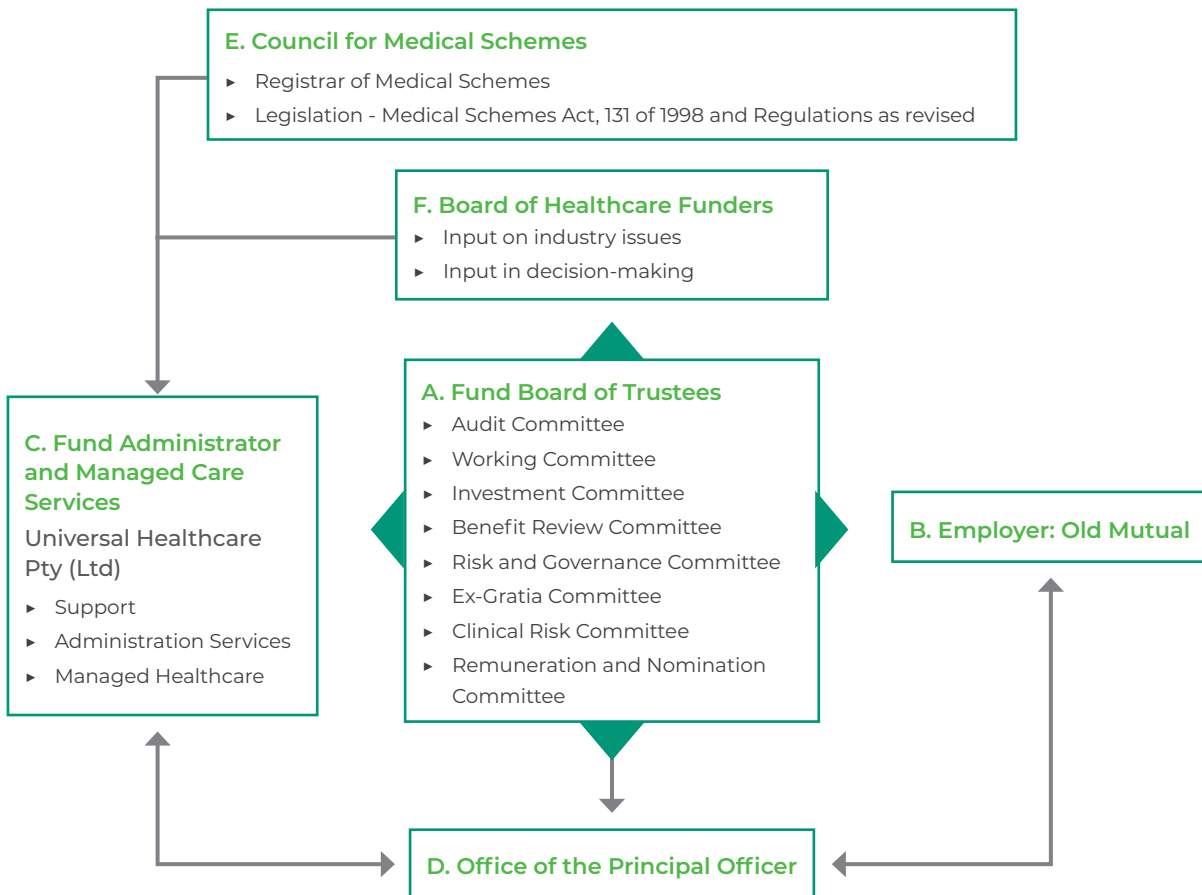 E. Council for Medical Schemes
▸ Registrar of Medical Schemes
▸ Legislation - Medical Schemes Act, 131 of 1998 and Regulations as revised
F. Board of Healthcare Funders
▸ Input on industry issues
▸ Input in decision-making
A. Fund Board of Trustees
▸ Audit Committee
▸ Working Committee
▸ Investment Committee
▸ Benefit Review Committee
▸ Risk and Governance Committee
▸ Ex-Gratia Committee
▸ Clinical Risk Committee
▸ Remuneration and Nomination
Committee
C. Fund Administrator
and Managed Care
Services
Universal Healthcare
Pty (Ltd)
▸ Support
▸ Administration Services
▸ Managed Healthcare
B. Employer: Old Mutual
D. Office of the Principal Officer